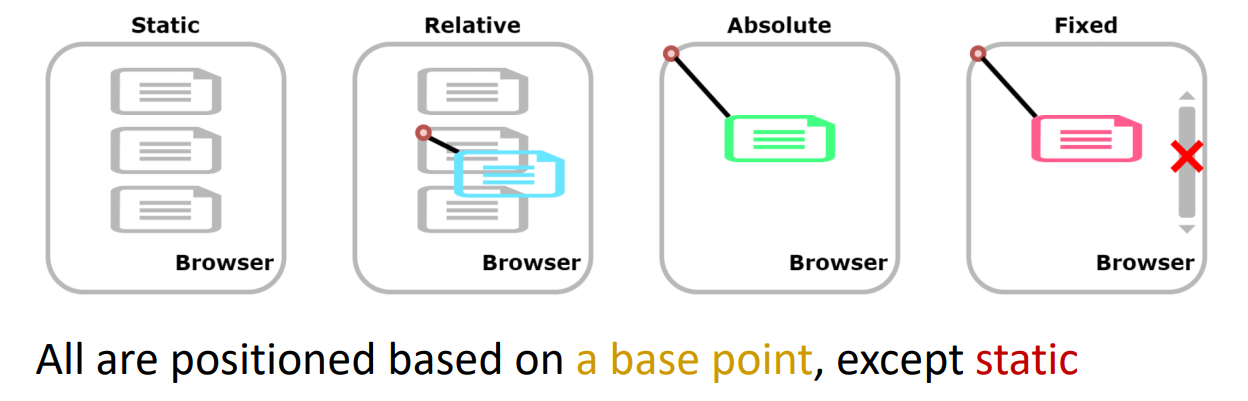 Static
Relative
Absolute
Fixed
Browser
Browser
Browser
Browser
All are positioned based on a base point, except static